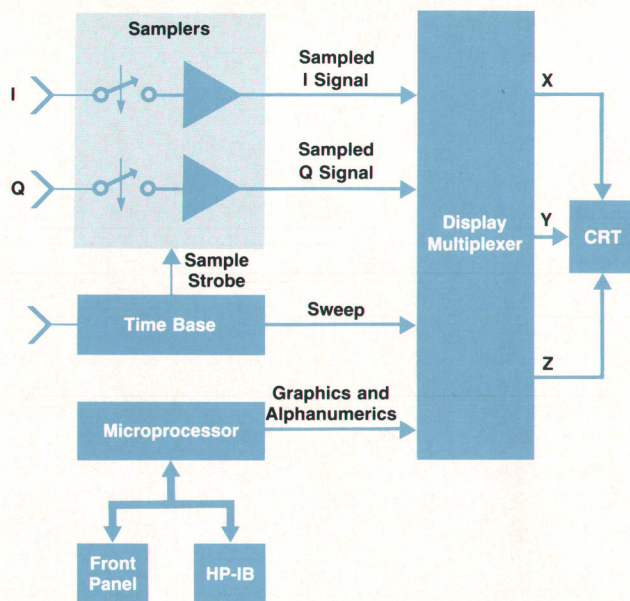 Samplers
I
Sampled
I Signal
X
Q
Sampled
Q Signal
Display
Multiplexer
Y
CRT
Sample
Strobe
Time Base
Sweep
Z
Graphics and
Alphanumerics
Microprocessor
Front
Panel
HP-IB